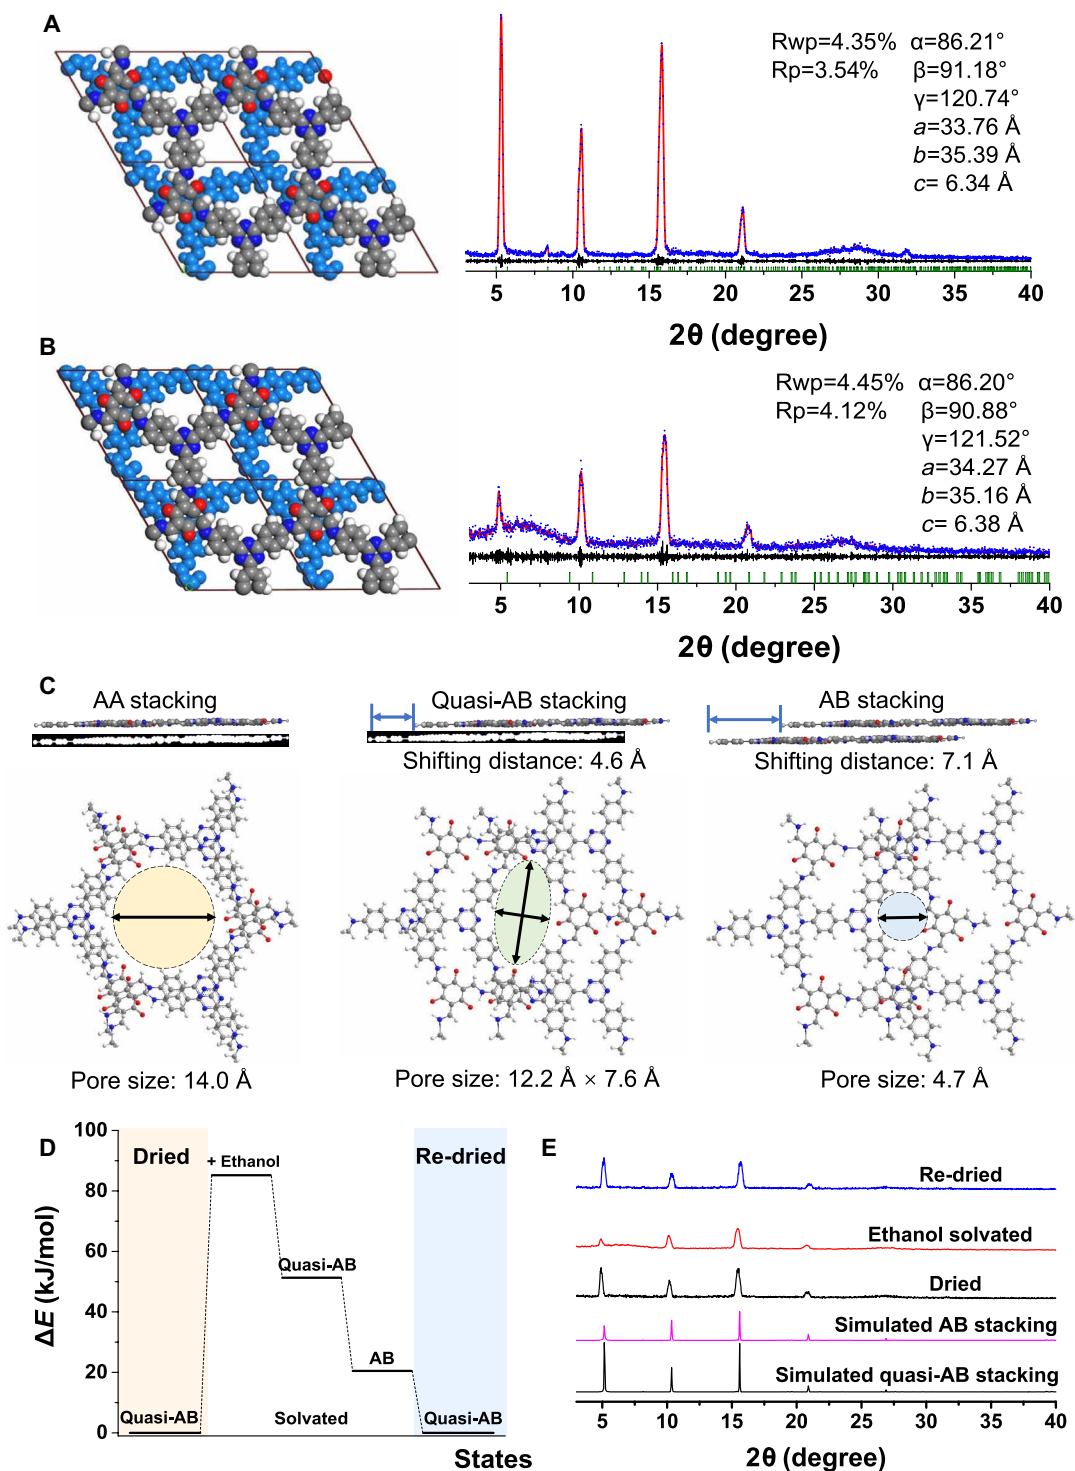 A
Rwp=4.35% α=86.21°
Rp=3.54% β=91.18°
γ=120.74°
a=33.76 Å
b=35.39 Å
c= 6.34 Å
5 10 15 20 25 30 35 40
2θ (degree)
B
Rwp=4.45% α=86.20°
Rp=4.12% β=90.88°
γ=121.52°
a=34.27 Å
b=35.16 Å
c= 6.38 Å
5 10 15 20 25 30 35 40
2θ (degree)
C
AA stacking Quasi-AB stacking AB stacking
Shifting distance: 4.6 Å Shifting distance: 7.1 Å
Pore size: 14.0 Å Pore size: 12.2 Å × 7.6 Å Pore size: 4.7 Å
D
100
80
60
40
20
0
ΔE (kJ/mol)
Dried
+ Ethanol
Re-dried
Quasi-AB
AB
Quasi-AB Solvated Quasi-AB
States
E
Re-dried
Ethanol solvated
Dried
Simulated AB stacking
Simulated quasi-AB stacking
5 10 15 20 25 30 35 40
2θ (degree)